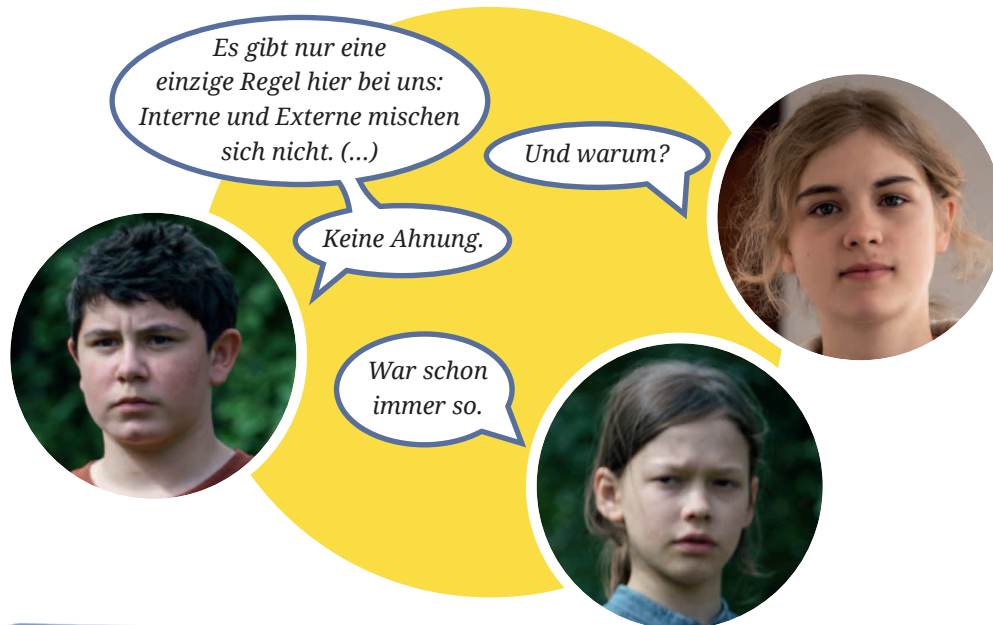 Es gibt nur eine
einzige Regel hier bei uns:
Interne und Externe mischen
sich nicht. (...)
Und warum?
Keine Ahnung.
War schon
immer so.